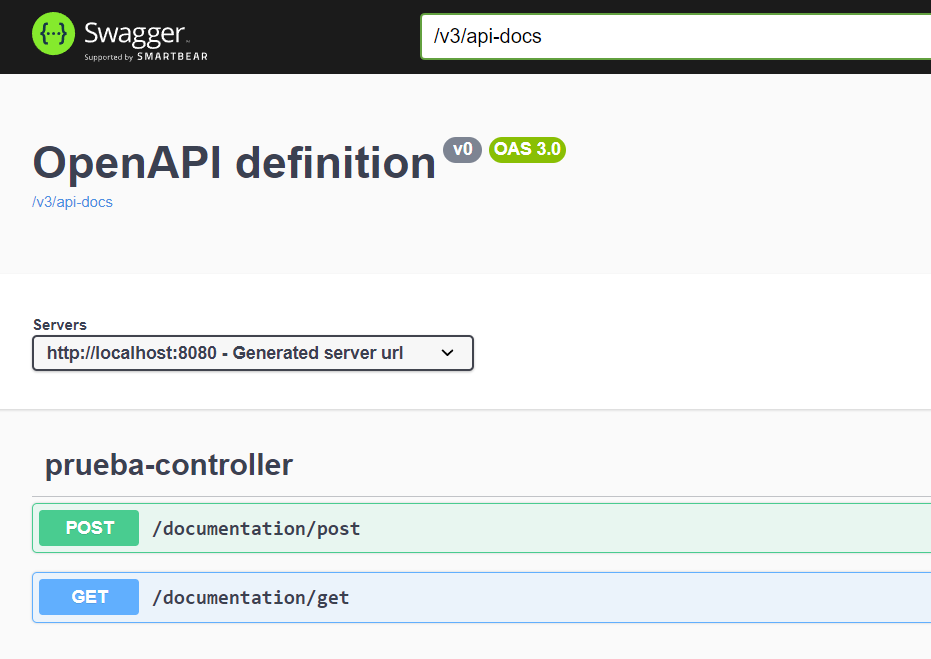 {···} Swagger™
Supported by SMARTBEAR
/v3/api-docs
OpenAPI definition v0 OAS 3.0
/v3/api-docs
Servers
http://localhost:8080 - Generated server url
prueba-controller
POST /documentation/post
GET /documentation/get